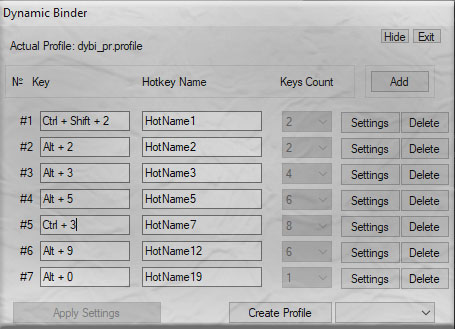 Dynamic Binder
Hide Exit
Actual Profile: dybi_pr.profile
№ Key Hotkey Name Keys Count Add
#1 Ctrl + Shift + 2 HotName1 2 Settings Delete
#2 Alt + 2 HotName2 2 Settings Delete
#3 Alt + 3 HotName3 4 Settings Delete
#4 Alt + 5 HotName5 6 Settings Delete
#5 Ctrl + 3 HotName7 8 Settings Delete
#6 Alt + 9 HotName12 6 Settings Delete
#7 Alt + 0 HotName19 1 Settings Delete
Apply Settings Create Profile